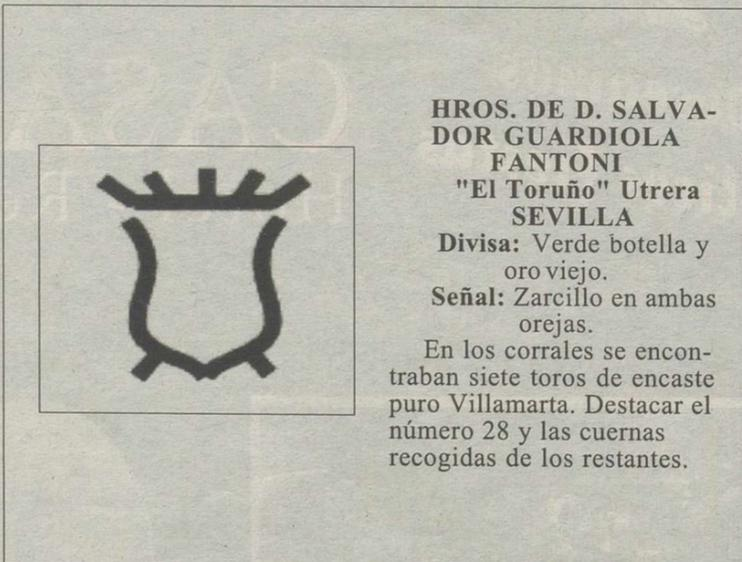 HROS. DE D. SALVA-
DOR GUARDIOLA
FANTONI
"El Toruño" Utrera
SEVILLA
Divisa: Verde botella y
oro viejo.
Señal: Zarcillo en ambas
orejas.
En los corrales se encon-
traban siete toros de encaste
puro Villamarta. Destacar el
número 28 y las cuernas
recogidas de los restantes.